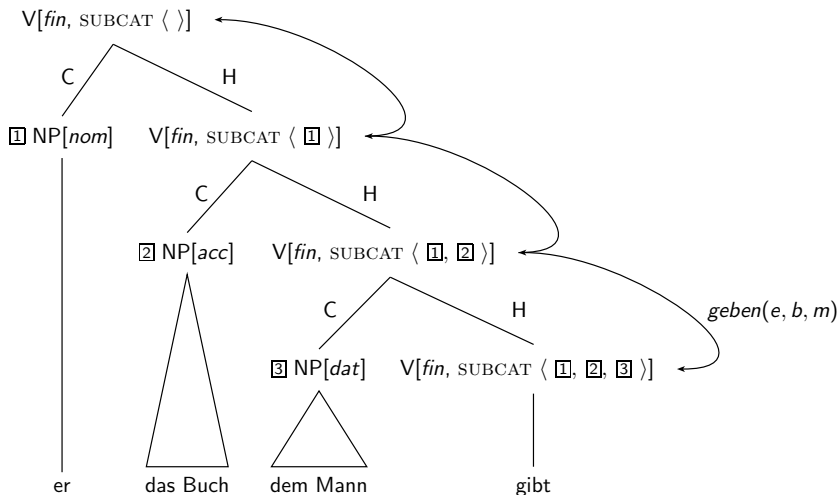 V[fin, SUBCAT ⟨ ⟩]
C H
1 NP[nom] V[fin, SUBCAT ⟨ 1 ⟩]
C H
2 NP[acc] V[fin, SUBCAT ⟨ 1, 2 ⟩]
C H geben(e, b, m)
3 NP[dat] V[fin, SUBCAT ⟨ 1, 2, 3 ⟩]
er das Buch dem Mann gibt